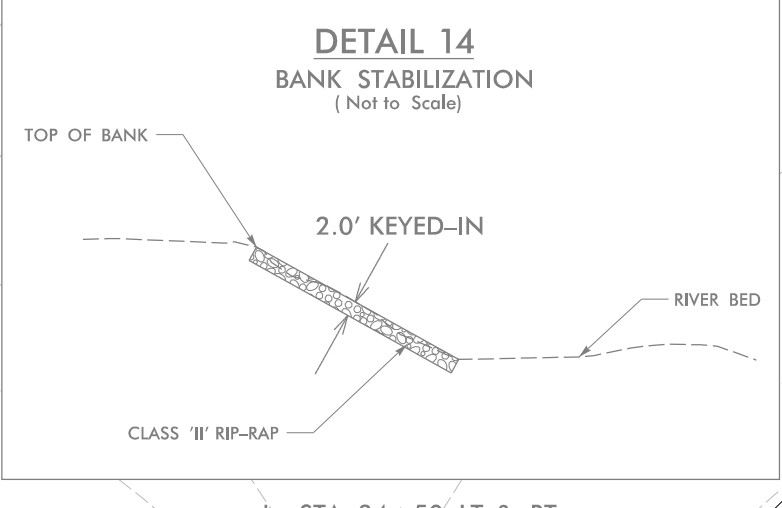 DETAIL 14
BANK STABILIZATION
( Not to Scale)
TOP OF BANK
2.0' KEYED–IN
RIVER BED
CLASS 'II' RIP–RAP